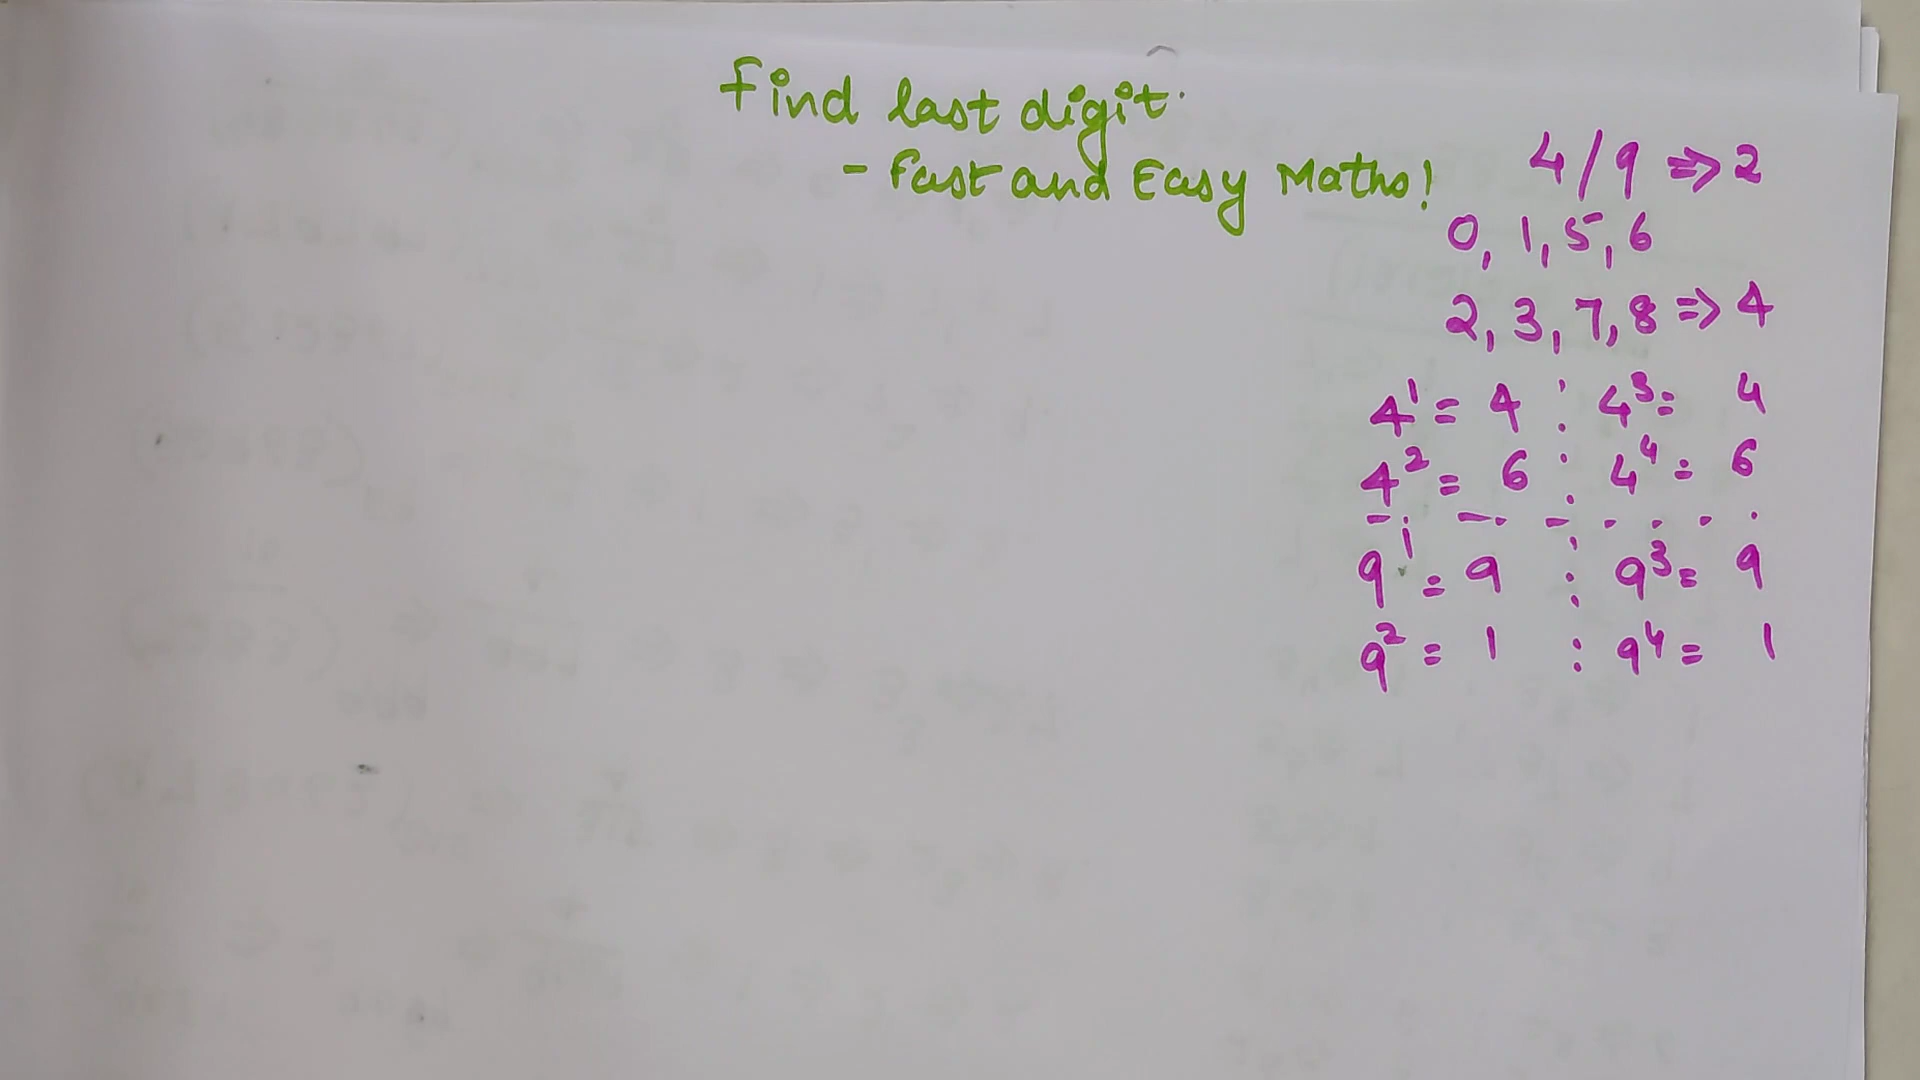 Find last digit.
- Fast and Easy Maths!
4/9 => 2
0, 1, 5, 6
2, 3, 7, 8 => 4
4¹ = 4 : 4³ = 4
4² = 6 : 4⁴ = 6
9¹ = 9 : 9³ = 9
9² = 1 : 9⁴ = 1